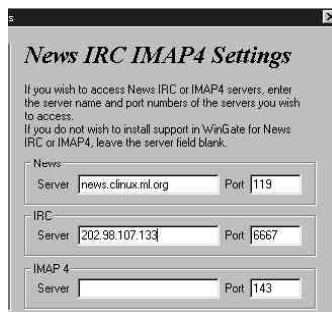 s
News IRC IMAP4 Settings
If you wish to access News IRC or IMAP4 servers, enter
the server name and port numbers of the servers you wish
to access.
If you do not wish to install support in WinGate for News
IRC or IMAP4, leave the server field blank.
News
Server news.clinux.ml.org Port 119
IRC
Server 202.98.107.133 Port 6667
IMAP 4
Server Port 143